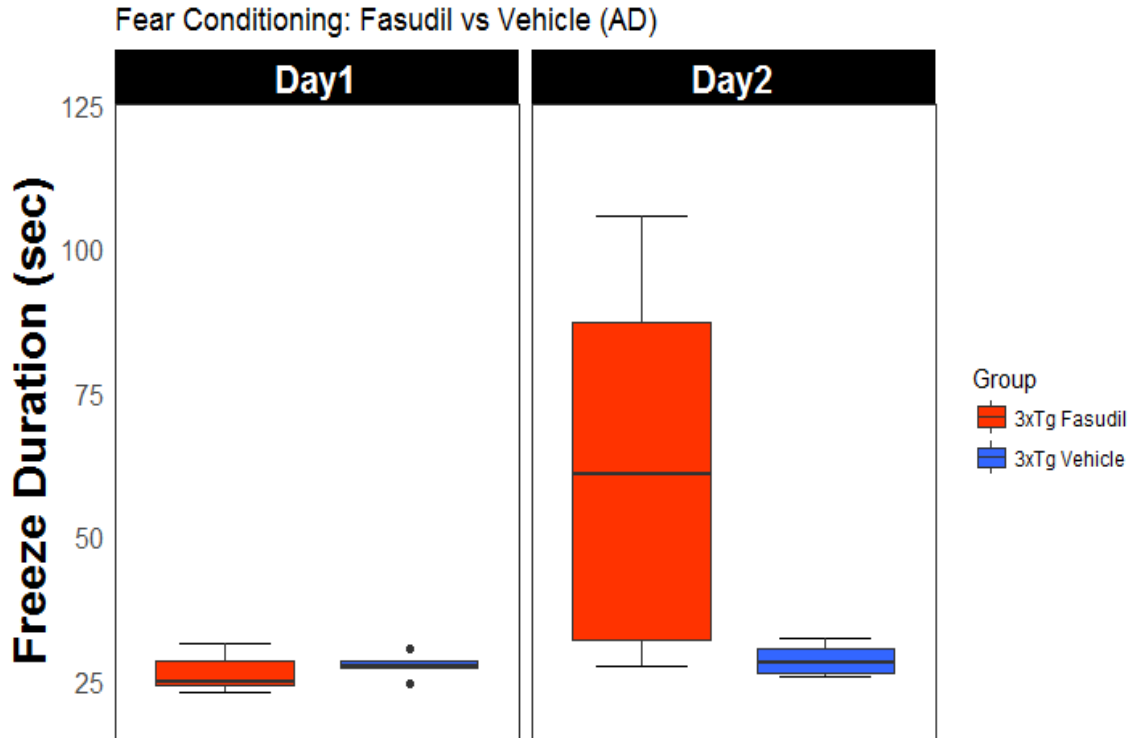 Fear Conditioning: Fasudil vs Vehicle (AD)
Day1
Day2
Freeze Duration (sec)
125
100
75
50
25
Group
3xTg Fasudil
3xTg Vehicle